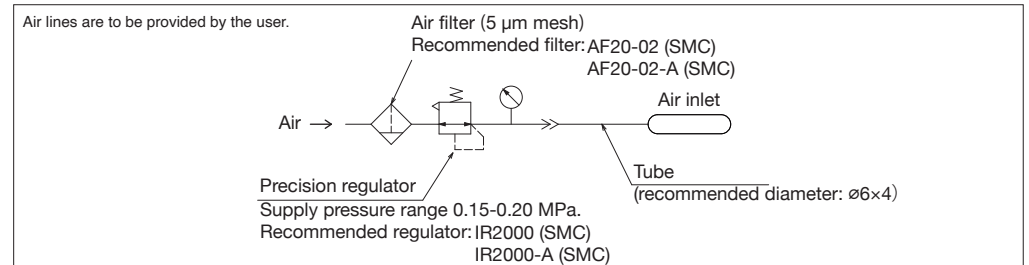 Air lines are to be provided by the user.
Air filter (5 μm mesh)
Recommended filter: AF20-02 (SMC)
AF20-02-A (SMC)
Air inlet
Air
Tube
(recommended diameter: ø6×4)
Precision regulator
Supply pressure range 0.15-0.20 MPa.
Recommended regulator: IR2000 (SMC)
IR2000-A (SMC)